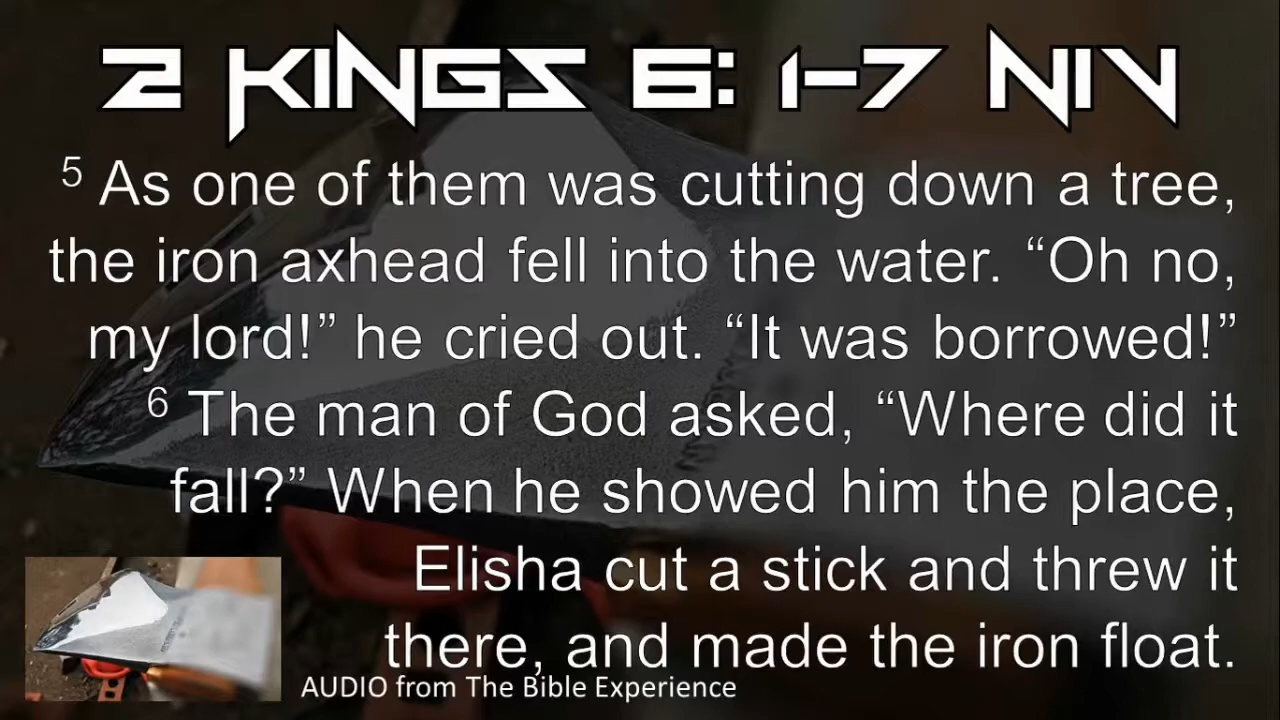 2 KINGS 6: 1-7 NIV
5 As one of them was cutting down a tree,
the iron axhead fell into the water. “Oh no,
my lord!” he cried out. “It was borrowed!”
6 The man of God asked, “Where did it
fall?” When he showed him the place,
Elisha cut a stick and threw it
there, and made the iron float.
AUDIO from The Bible Experience